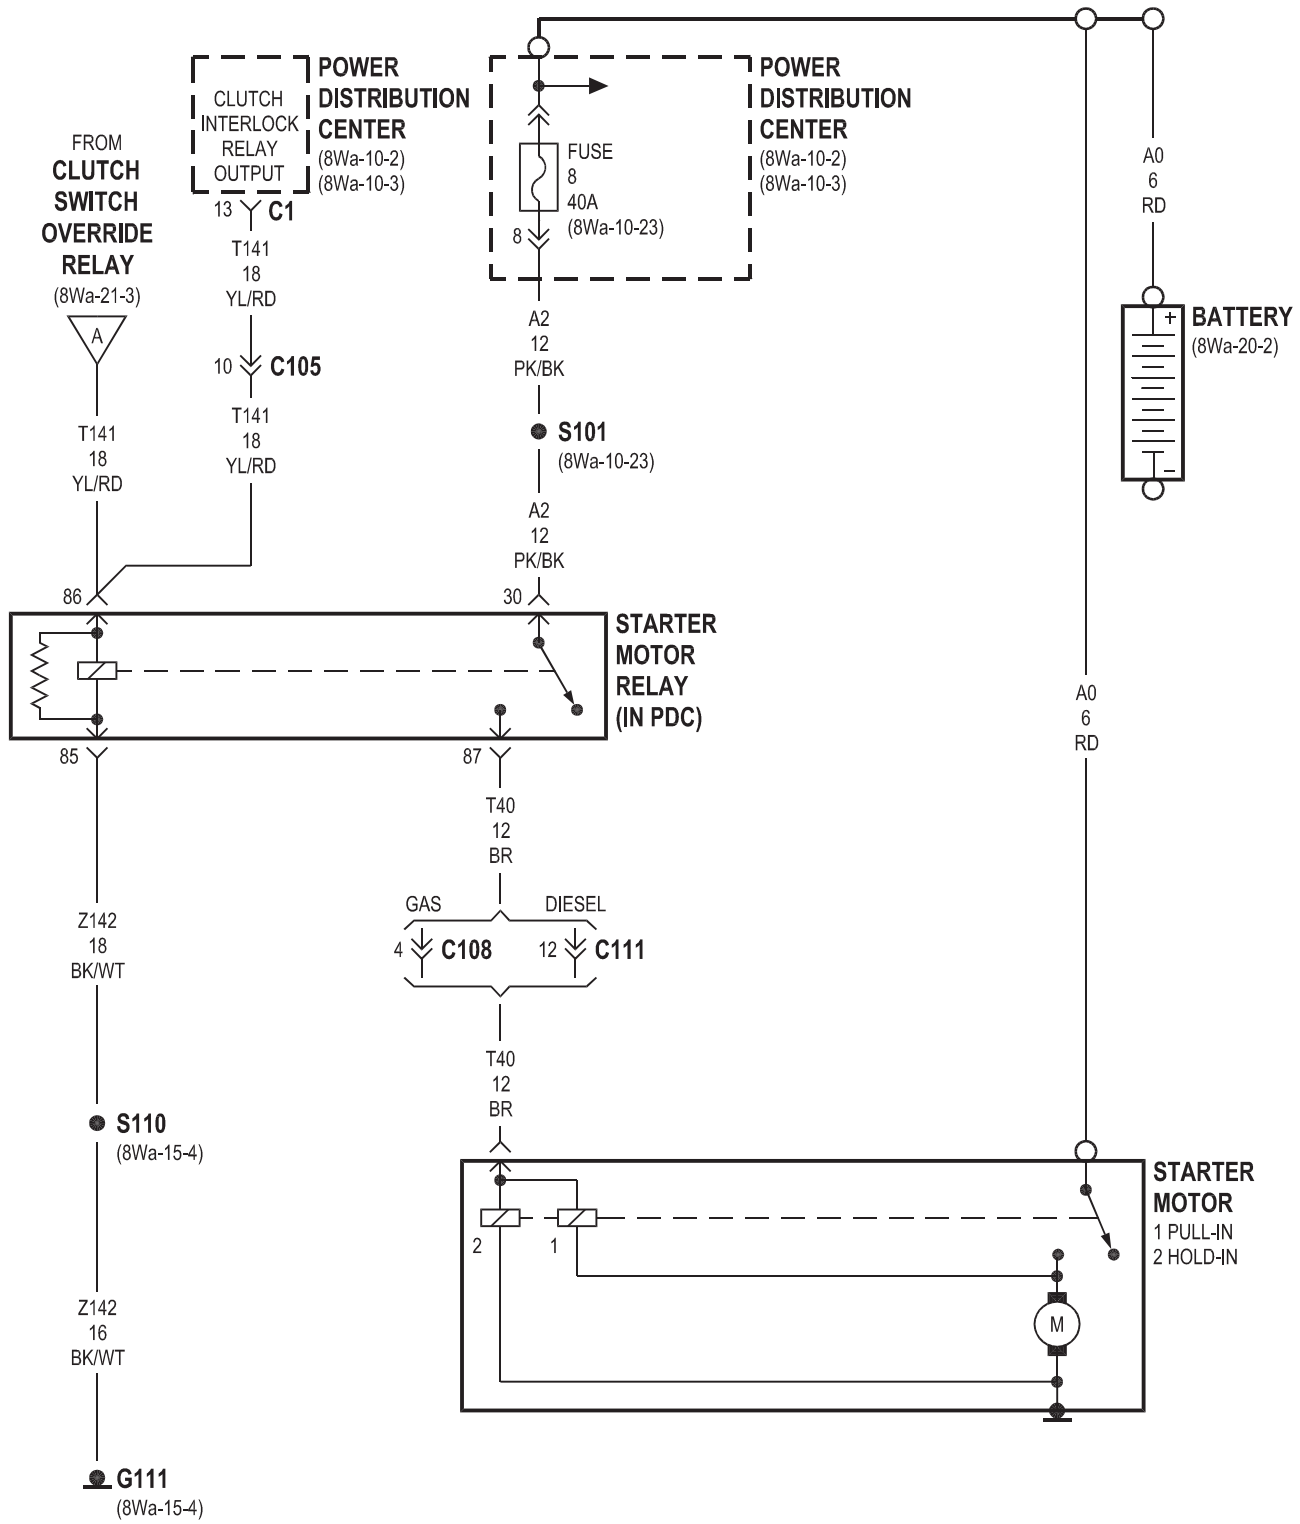 FROM
CLUTCH
SWITCH
OVERRIDE
RELAY
(8Wa-21-3)
A
T141
18
YL/RD
CLUTCH
INTERLOCK
RELAY
OUTPUT
POWER
DISTRIBUTION
CENTER
(8Wa-10-2)
(8Wa-10-3)
13
C1
T141
18
YL/RD
10
C105
T141
18
YL/RD
FUSE
8
40A
(8Wa-10-23)
8
POWER
DISTRIBUTION
CENTER
(8Wa-10-2)
(8Wa-10-3)
A2
12
PK/BK
S101
(8Wa-10-23)
A2
12
PK/BK
A0
6
RD
+
BATTERY
(8Wa-20-2)
–
86
30
STARTER
MOTOR
RELAY
(IN PDC)
85
87
A0
6
RD
T40
12
BR
GAS
DIESEL
4
C108
12
C111
T40
12
BR
Z142
18
BK/WT
S110
(8Wa-15-4)
Z142
16
BK/WT
G111
(8Wa-15-4)
STARTER
MOTOR
1 PULL-IN
2 HOLD-IN
2
1
M